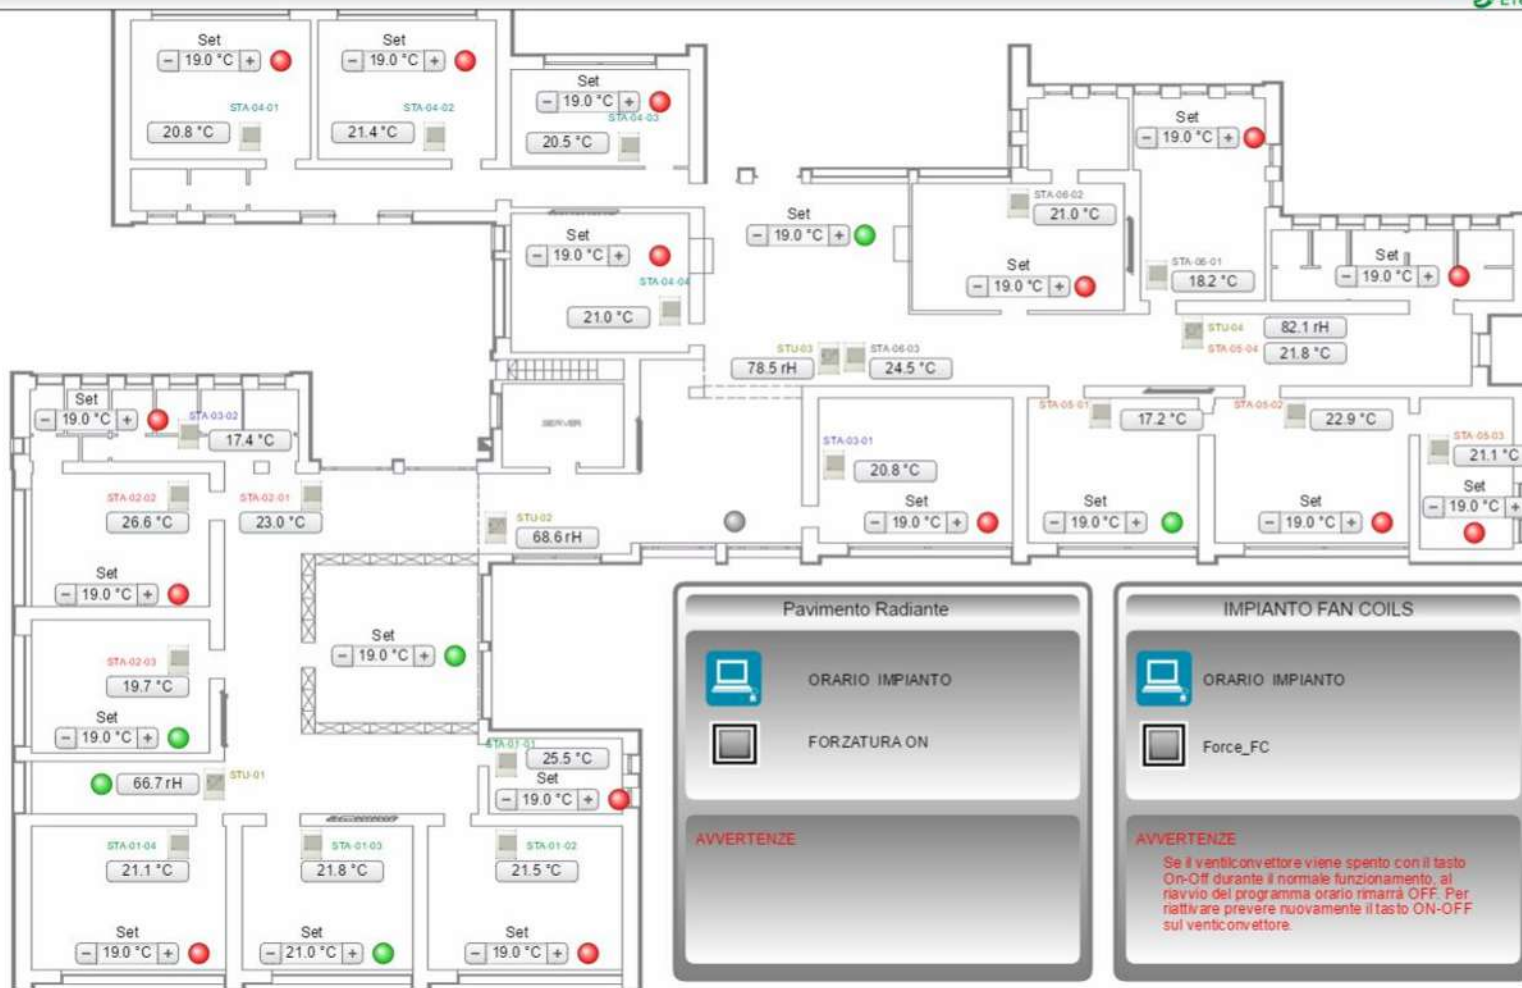 Set
− 19.0 °C +
STA-04-01
20.8 °C
Set
− 19.0 °C +
STA-04-02
21.4 °C
Set
− 19.0 °C +
STA-04-03
20.5 °C
Set
− 19.0 °C +
STA-04-04
21.0 °C
Set
− 19.0 °C +
STA-06-02
21.0 °C
Set
− 19.0 °C +
Set
− 19.0 °C +
STA-06-01
18.2 °C
Set
− 19.0 °C +
STU-04
82.1 rH
STA-05-04
21.8 °C
STU-03
78.5 rH
STA-06-03
24.5 °C
Set
− 19.0 °C +
STA-03-02
17.4 °C
SERVER
STA-03-01
20.8 °C
Set
− 19.0 °C +
STA-05-01
17.2 °C
Set
− 19.0 °C +
STA-05-02
22.9 °C
Set
− 19.0 °C +
STA-05-03
21.1 °C
Set
− 19.0 °C +
STA-02-02
26.6 °C
Set
− 19.0 °C +
STA-02-01
23.0 °C
STU-02
68.6 rH
STA-02-03
19.7 °C
Set
− 19.0 °C +
Set
− 19.0 °C +
66.7 rH
STU-01
STA-01-01
25.5 °C
Set
− 19.0 °C +
STA-01-04
21.1 °C
Set
− 19.0 °C +
STA-01-03
21.8 °C
Set
− 21.0 °C +
STA-01-02
21.5 °C
Set
− 19.0 °C +
Pavimento Radiante
ORARIO IMPIANTO
FORZATURA ON
AVVERTENZE
IMPIANTO FAN COILS
ORARIO IMPIANTO
Force_FC
AVVERTENZE
Se il ventilconvettore viene spento con il tasto
On-Off durante il normale funzionamento, al
riavvio del programma orario rimarrà OFF. Per
riattivare prevere nuovamente il tasto ON-OFF
sul venticonvettore.